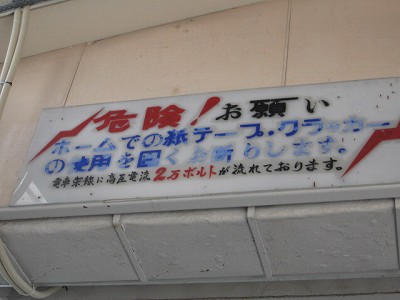 危険!お願い
ホームでの紙テープ・クラッカー
の使用を固くお断りします。
電車架線に高圧電流2万ボルトが流れております。